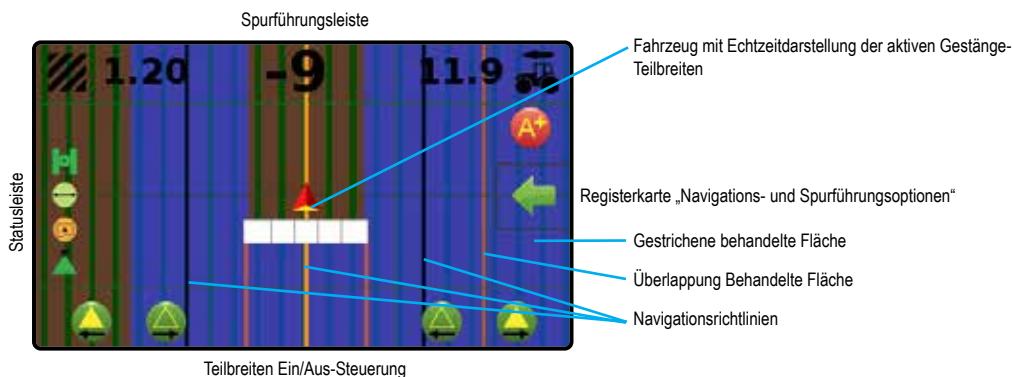 Spurführungsleiste
1.20
-9
11.9
A+
Fahrzeug mit Echtzeitdarstellung der aktiven Gestänge-
Teilbreiten
Statusleiste
Registerkarte „Navigations- und Spurführungsoptionen“
Gestrichene behandelte Fläche
Überlappung Behandelte Fläche
Navigationsrichtlinien
Teilbreiten Ein/Aus-Steuerung